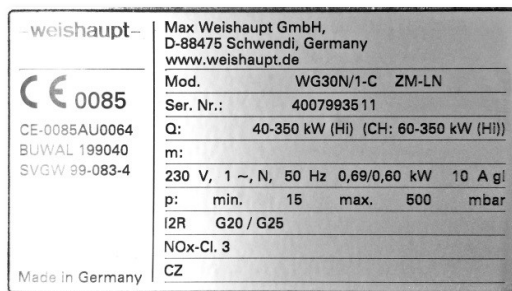 -weishaupt-
CE 0085
CE-0085AU0064
BUWAL 199040
SVGW 99-083-4
Made in Germany
Max Weishaupt GmbH,
D-88475 Schwendi, Germany
www.weishaupt.de
Mod. WG30N/1-C ZM-LN
Ser. Nr.: 4007993511
Q: 40-350 kW (Hi) (CH: 60-350 kW (Hi))
m:
230 V, 1 ~, N, 50 Hz 0,69/0,60 kW 10 A gl
p: min. 15 max. 500 mbar
I2R G20 / G25
NOx-Cl. 3
CZ